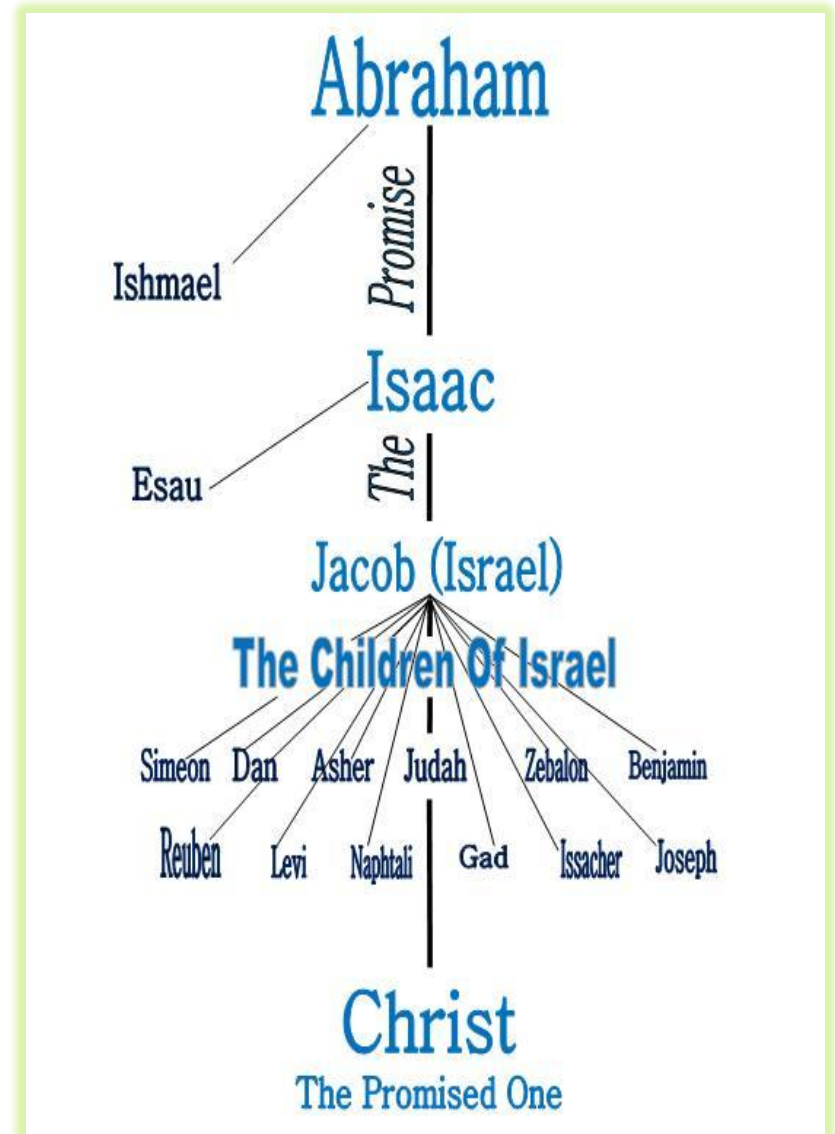 Abraham
Promise
Ishmael
Isaac
The
Esau
Jacob (Israel)
The Children Of Israel
Simeon Dan Asher Judah Zebalon Benjamin
Reuben Levi Naphtali Gad Issacher Joseph
Christ
The Promised One